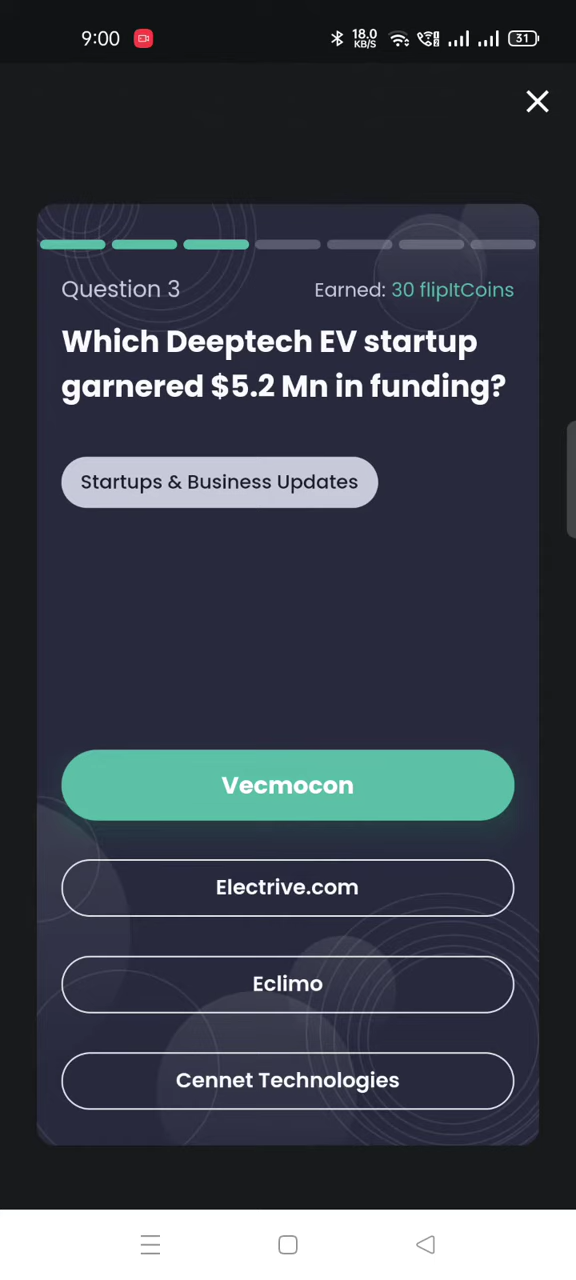 9:00
18.0
KB/S
31
Question 3
Earned: 30 flipItCoins
Which Deeptech EV startup
garnered $5.2 Mn in funding?
Startups & Business Updates
Vecmocon
Electrive.com
Eclimo
Cennet Technologies